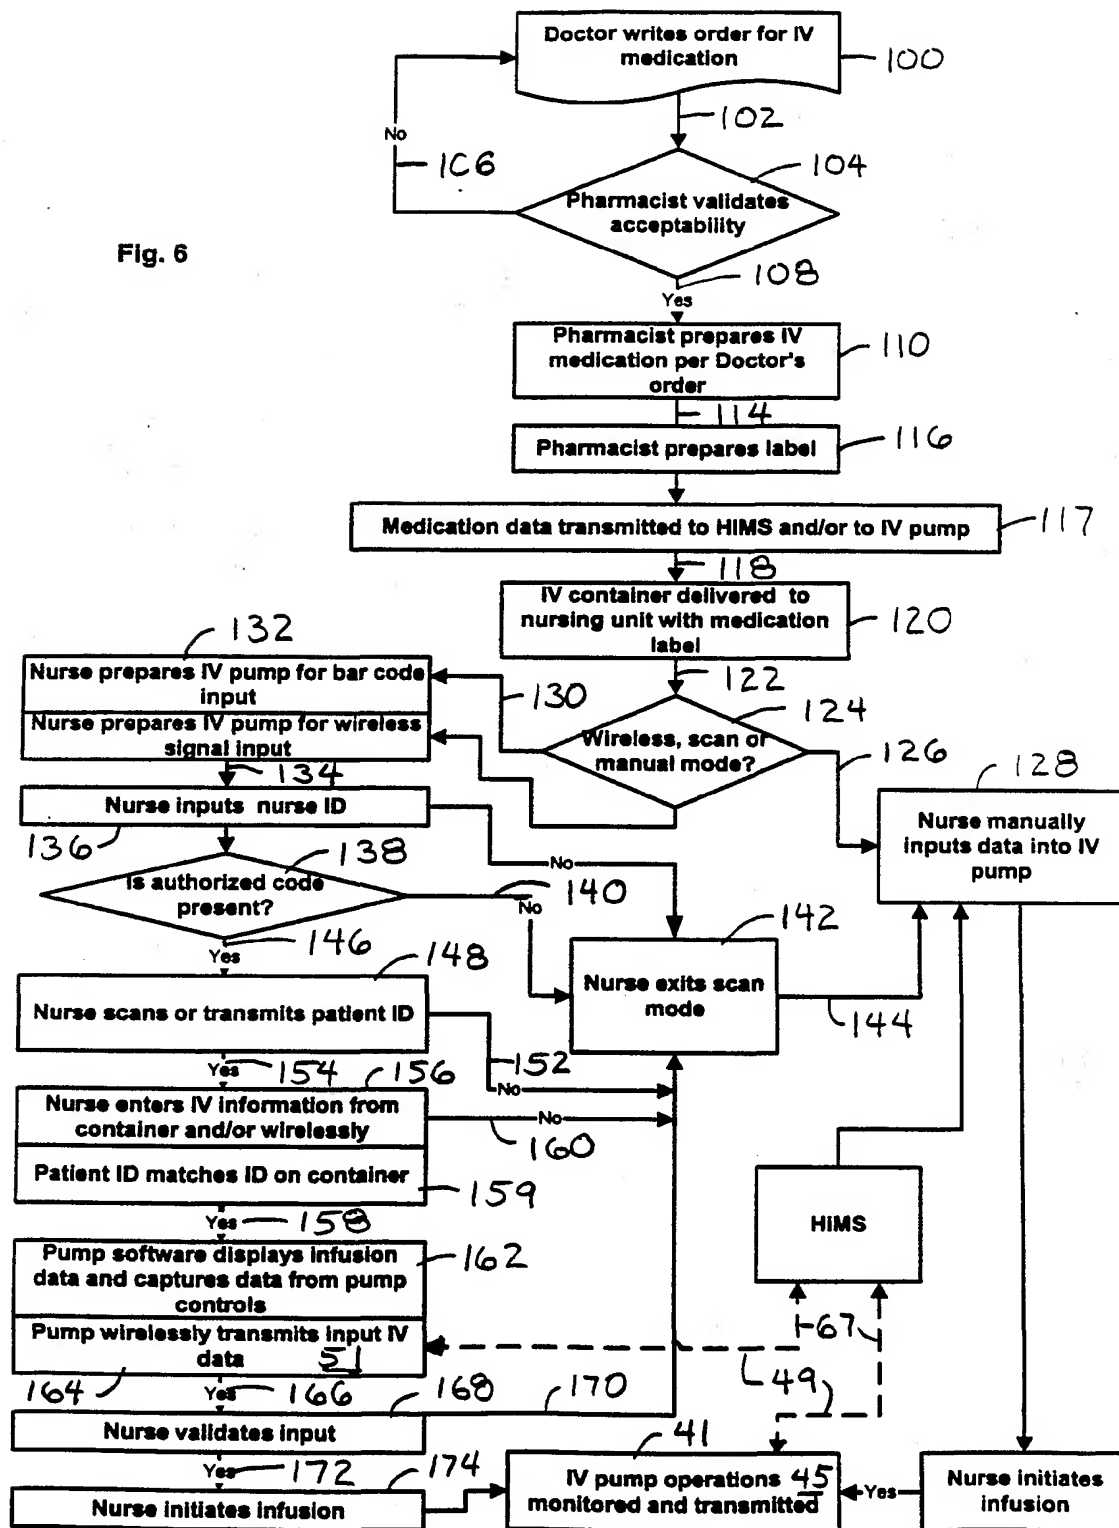 Doctor writes order for IV
medication
100
102
No
1C6
104
Pharmacist validates
acceptability
Fig. 6
108
Yes
Pharmacist prepares IV
medication per Doctor's
order
110
114
Pharmacist prepares label
116
Medication data transmitted to HIMS and/or to IV pump
117
118
IV container delivered to
nursing unit with medication
label
120
132
Nurse prepares IV pump for bar code
input
130
122
124
Nurse prepares IV pump for wireless
signal input
Wireless, scan or
manual mode?
126
128
134
Nurse inputs nurse ID
136
138
Nurse manually
inputs data into IV
pump
No
Is authorized code
present?
140
No
142
146
Yes
148
Nurse exits scan
mode
144
Nurse scans or transmits patient ID
152
No
Yes
154
156
Nurse enters IV information from
container and/or wirelessly
No
160
Patient ID matches ID on container
159
HiMS
Yes
158
Pump software displays infusion
data and captures data from pump
controls
162
67
Pump wirelessly transmits input IV
data
51
49
164
Yes
166
168
170
Nurse validates input
41
Yes
172
174
IV pump operations 45
monitored and transmitted
Yes
Nurse initiates
infusion
Nurse initiates infusion